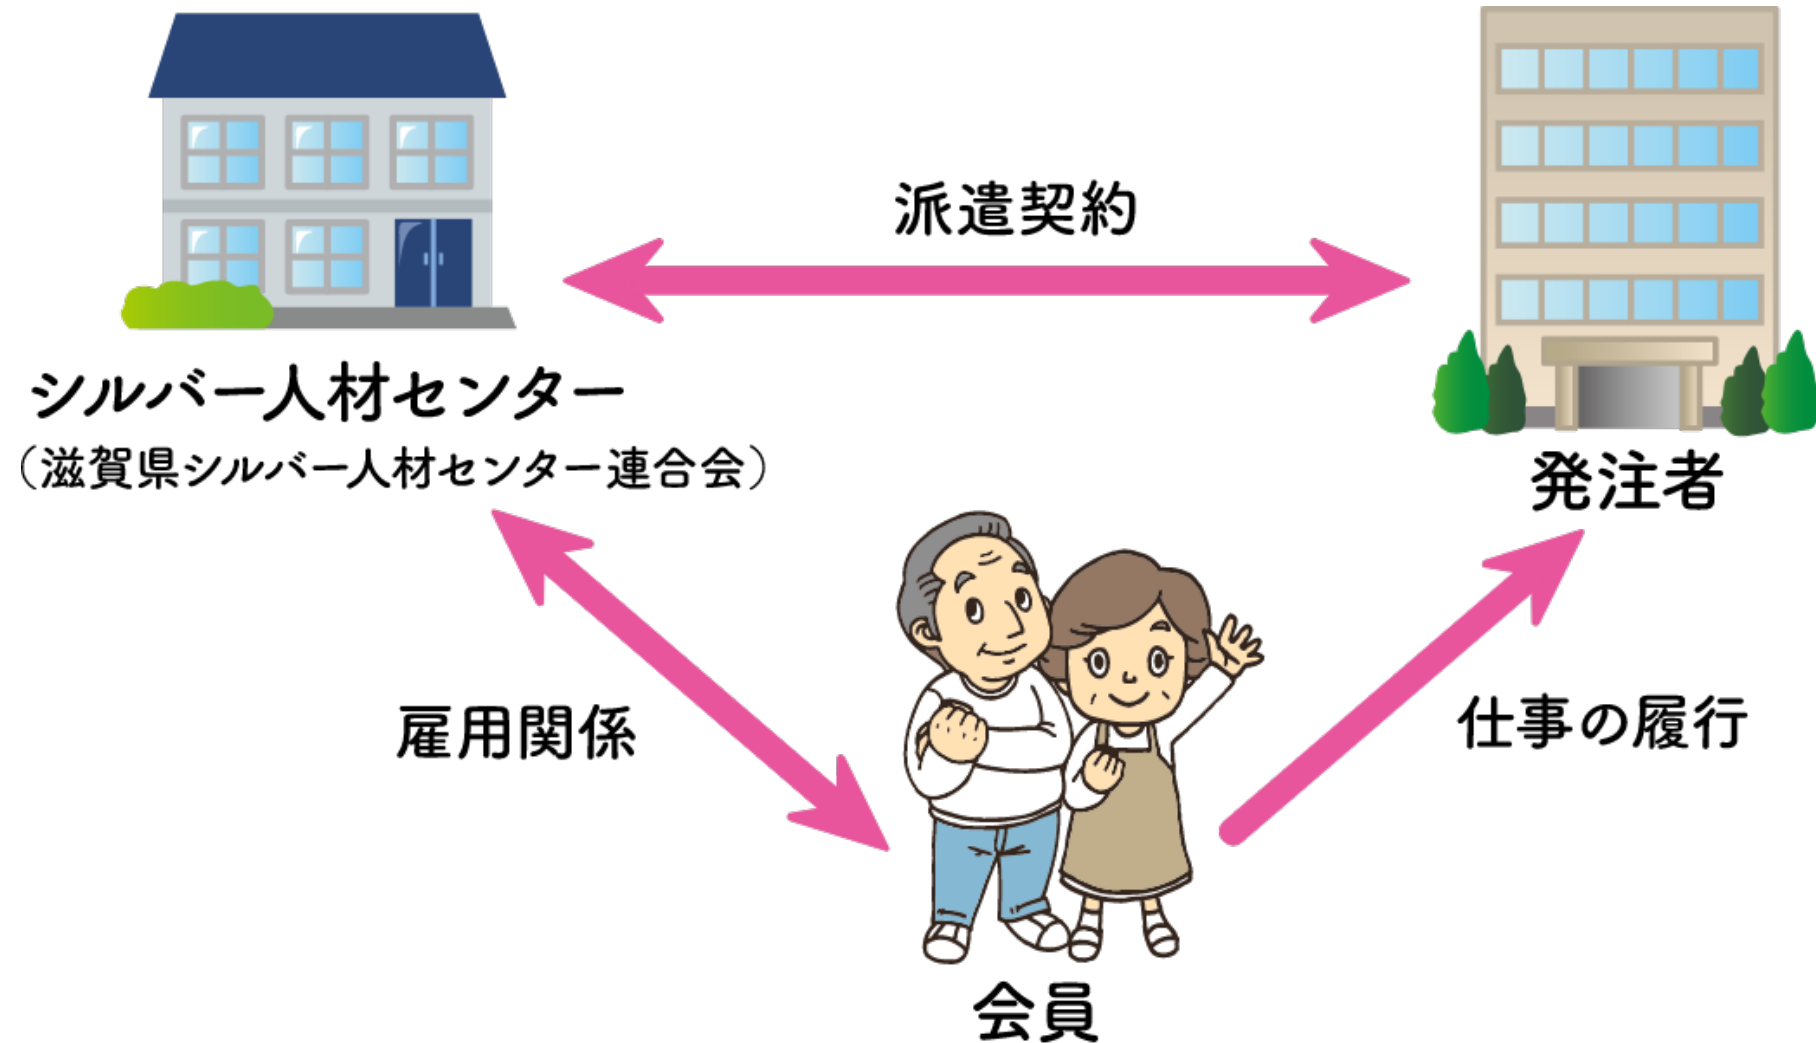 派遣契約
シルバー人材センター
（滋賀県シルバー人材センター連合会）
発注者
雇用関係
仕事の履行
会員